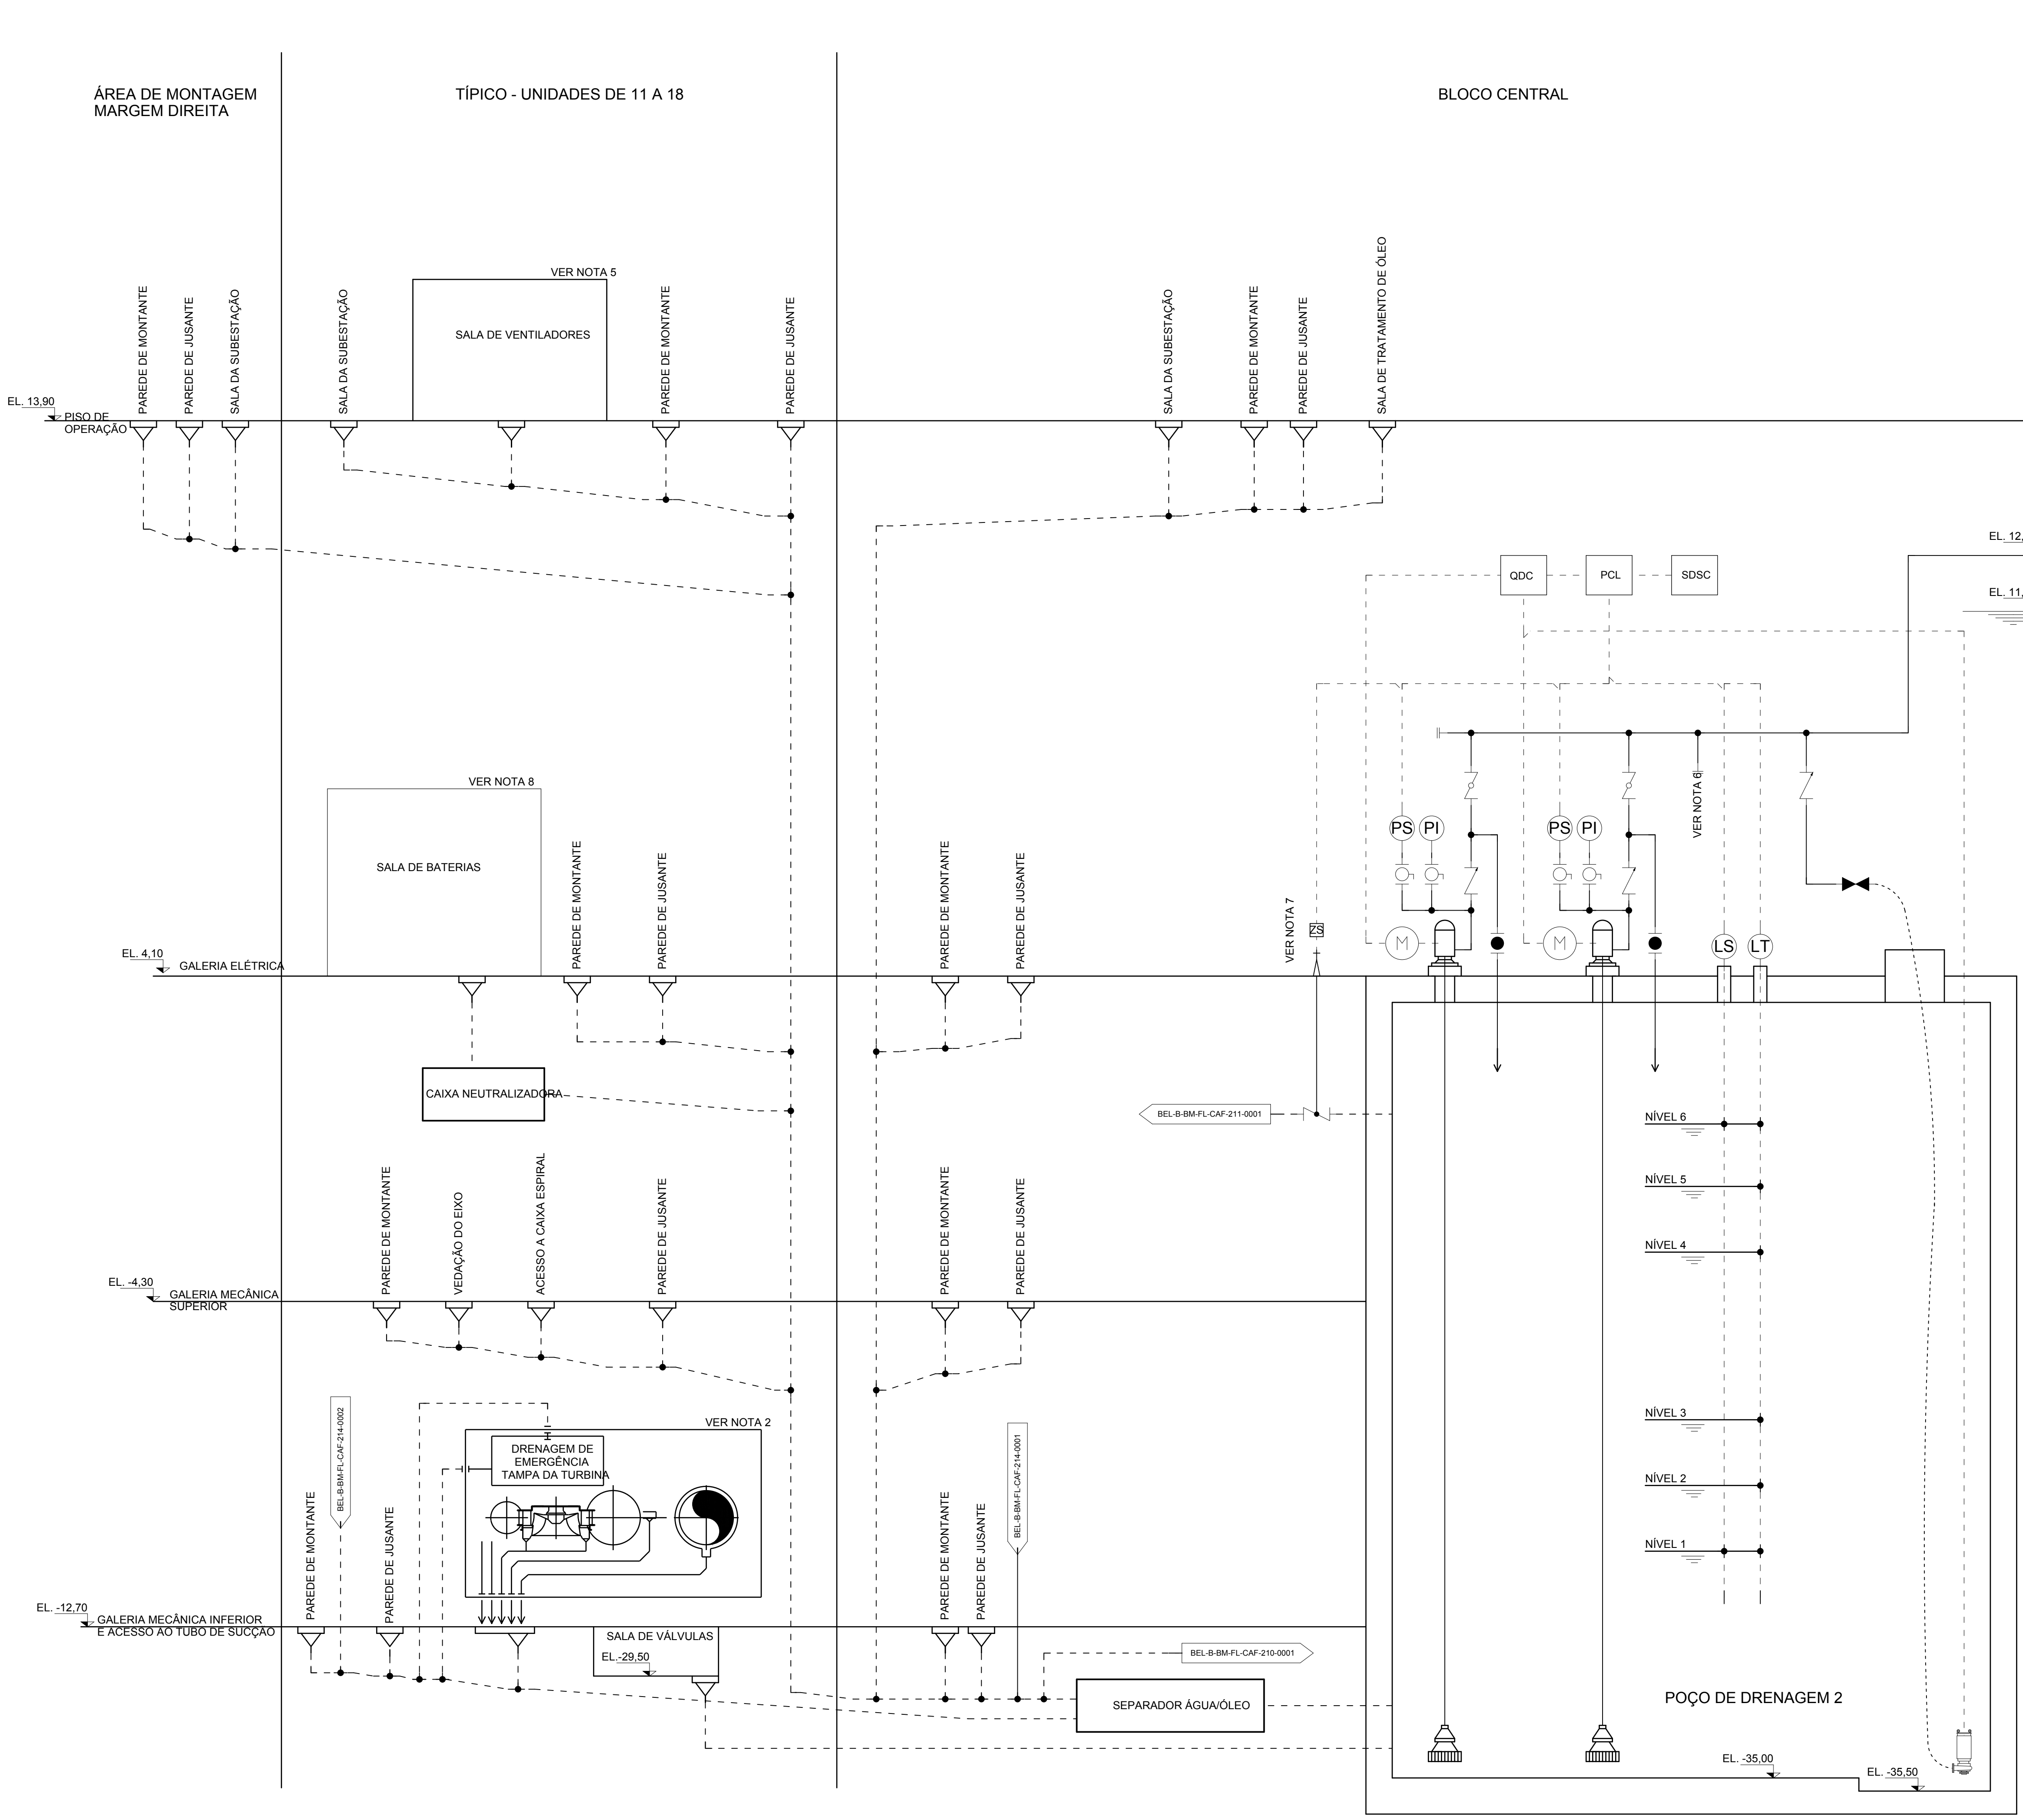 ÁREA DE MONTAGEM
MARGEM DIREITA
TÍPICO - UNIDADES DE 11 A 18
BLOCO CENTRAL
VER NOTA 5
SALA DE VENTILADORES
PAREDE DE MONTANTE
PAREDE DE JUSANTE
SALA DA SUBESTAÇÃO
SALA DA SUBESTAÇÃO
PAREDE DE MONTANTE
PAREDE DE JUSANTE
SALA DA SUBESTAÇÃO
PAREDE DE MONTANTE
PAREDE DE JUSANTE
SALA DE TRATAMENTO DE ÓLEO
EL. 13,90
PISO DE
OPERAÇÃO
EL. 12,
QDC
PCL
SDSC
EL. 11,
VER NOTA 8
SALA DE BATERIAS
PAREDE DE MONTANTE
PAREDE DE JUSANTE
PAREDE DE MONTANTE
PAREDE DE JUSANTE
VER NOTA 7
ZS
PS
PI
PS
PI
VER NOTA 6
M
M
LS
LT
EL. 4,10
GALERIA ELÉTRICA
CAIXA NEUTRALIZADORA
BEL-B-BM-FL-CAF-211-0001
NÍVEL 6
NÍVEL 5
NÍVEL 4
PAREDE DE MONTANTE
VEDAÇÃO DO EIXO
ACESSO A CAIXA ESPIRAL
PAREDE DE JUSANTE
PAREDE DE MONTANTE
PAREDE DE JUSANTE
EL. -4,30
GALERIA MECÂNICA
SUPERIOR
NÍVEL 3
NÍVEL 2
NÍVEL 1
BEL-B-BM-FL-CAF-214-0002
VER NOTA 2
DRENAGEM DE
EMERGÊNCIA
TAMPA DA TURBINA
BEL-B-BM-FL-CAF-214-0001
PAREDE DE MONTANTE
PAREDE DE JUSANTE
PAREDE DE MONTANTE
PAREDE DE JUSANTE
EL. -12,70
GALERIA MECÂNICA INFERIOR
E ACESSO AO TUBO DE SUCÇÃO
SALA DE VÁLVULAS
EL.-29,50
BEL-B-BM-FL-CAF-210-0001
SEPARADOR ÁGUA/ÓLEO
POÇO DE DRENAGEM 2
EL. -35,00
EL. -35,50